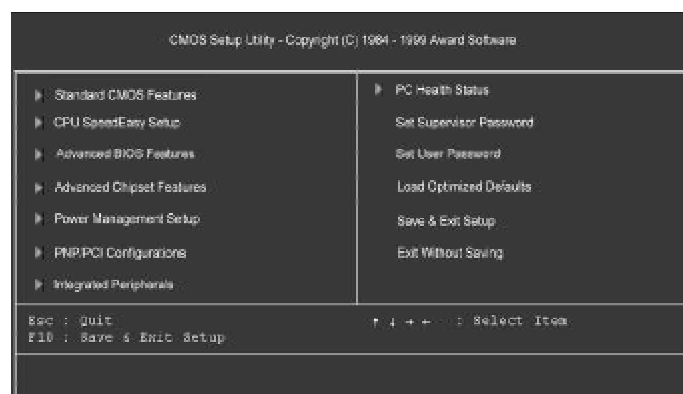 CMOS Setup Utility - Copyright (C) 1984 - 1999 Award Software
Standard CMOS Features
CPU SpeedEasy Setup
Advanced BIOS Features
Advanced Chipset Features
Power Management Setup
PNP/PCI Configurations
Integrated Peripherals
PC Health Status
Set Supervisor Password
Set User Password
Load Optimized Defaults
Save & Exit Setup
Exit Without Saving
Esc : Quit
F10 : Save & Exit Setup
↑ ↓ → ← : Select Item